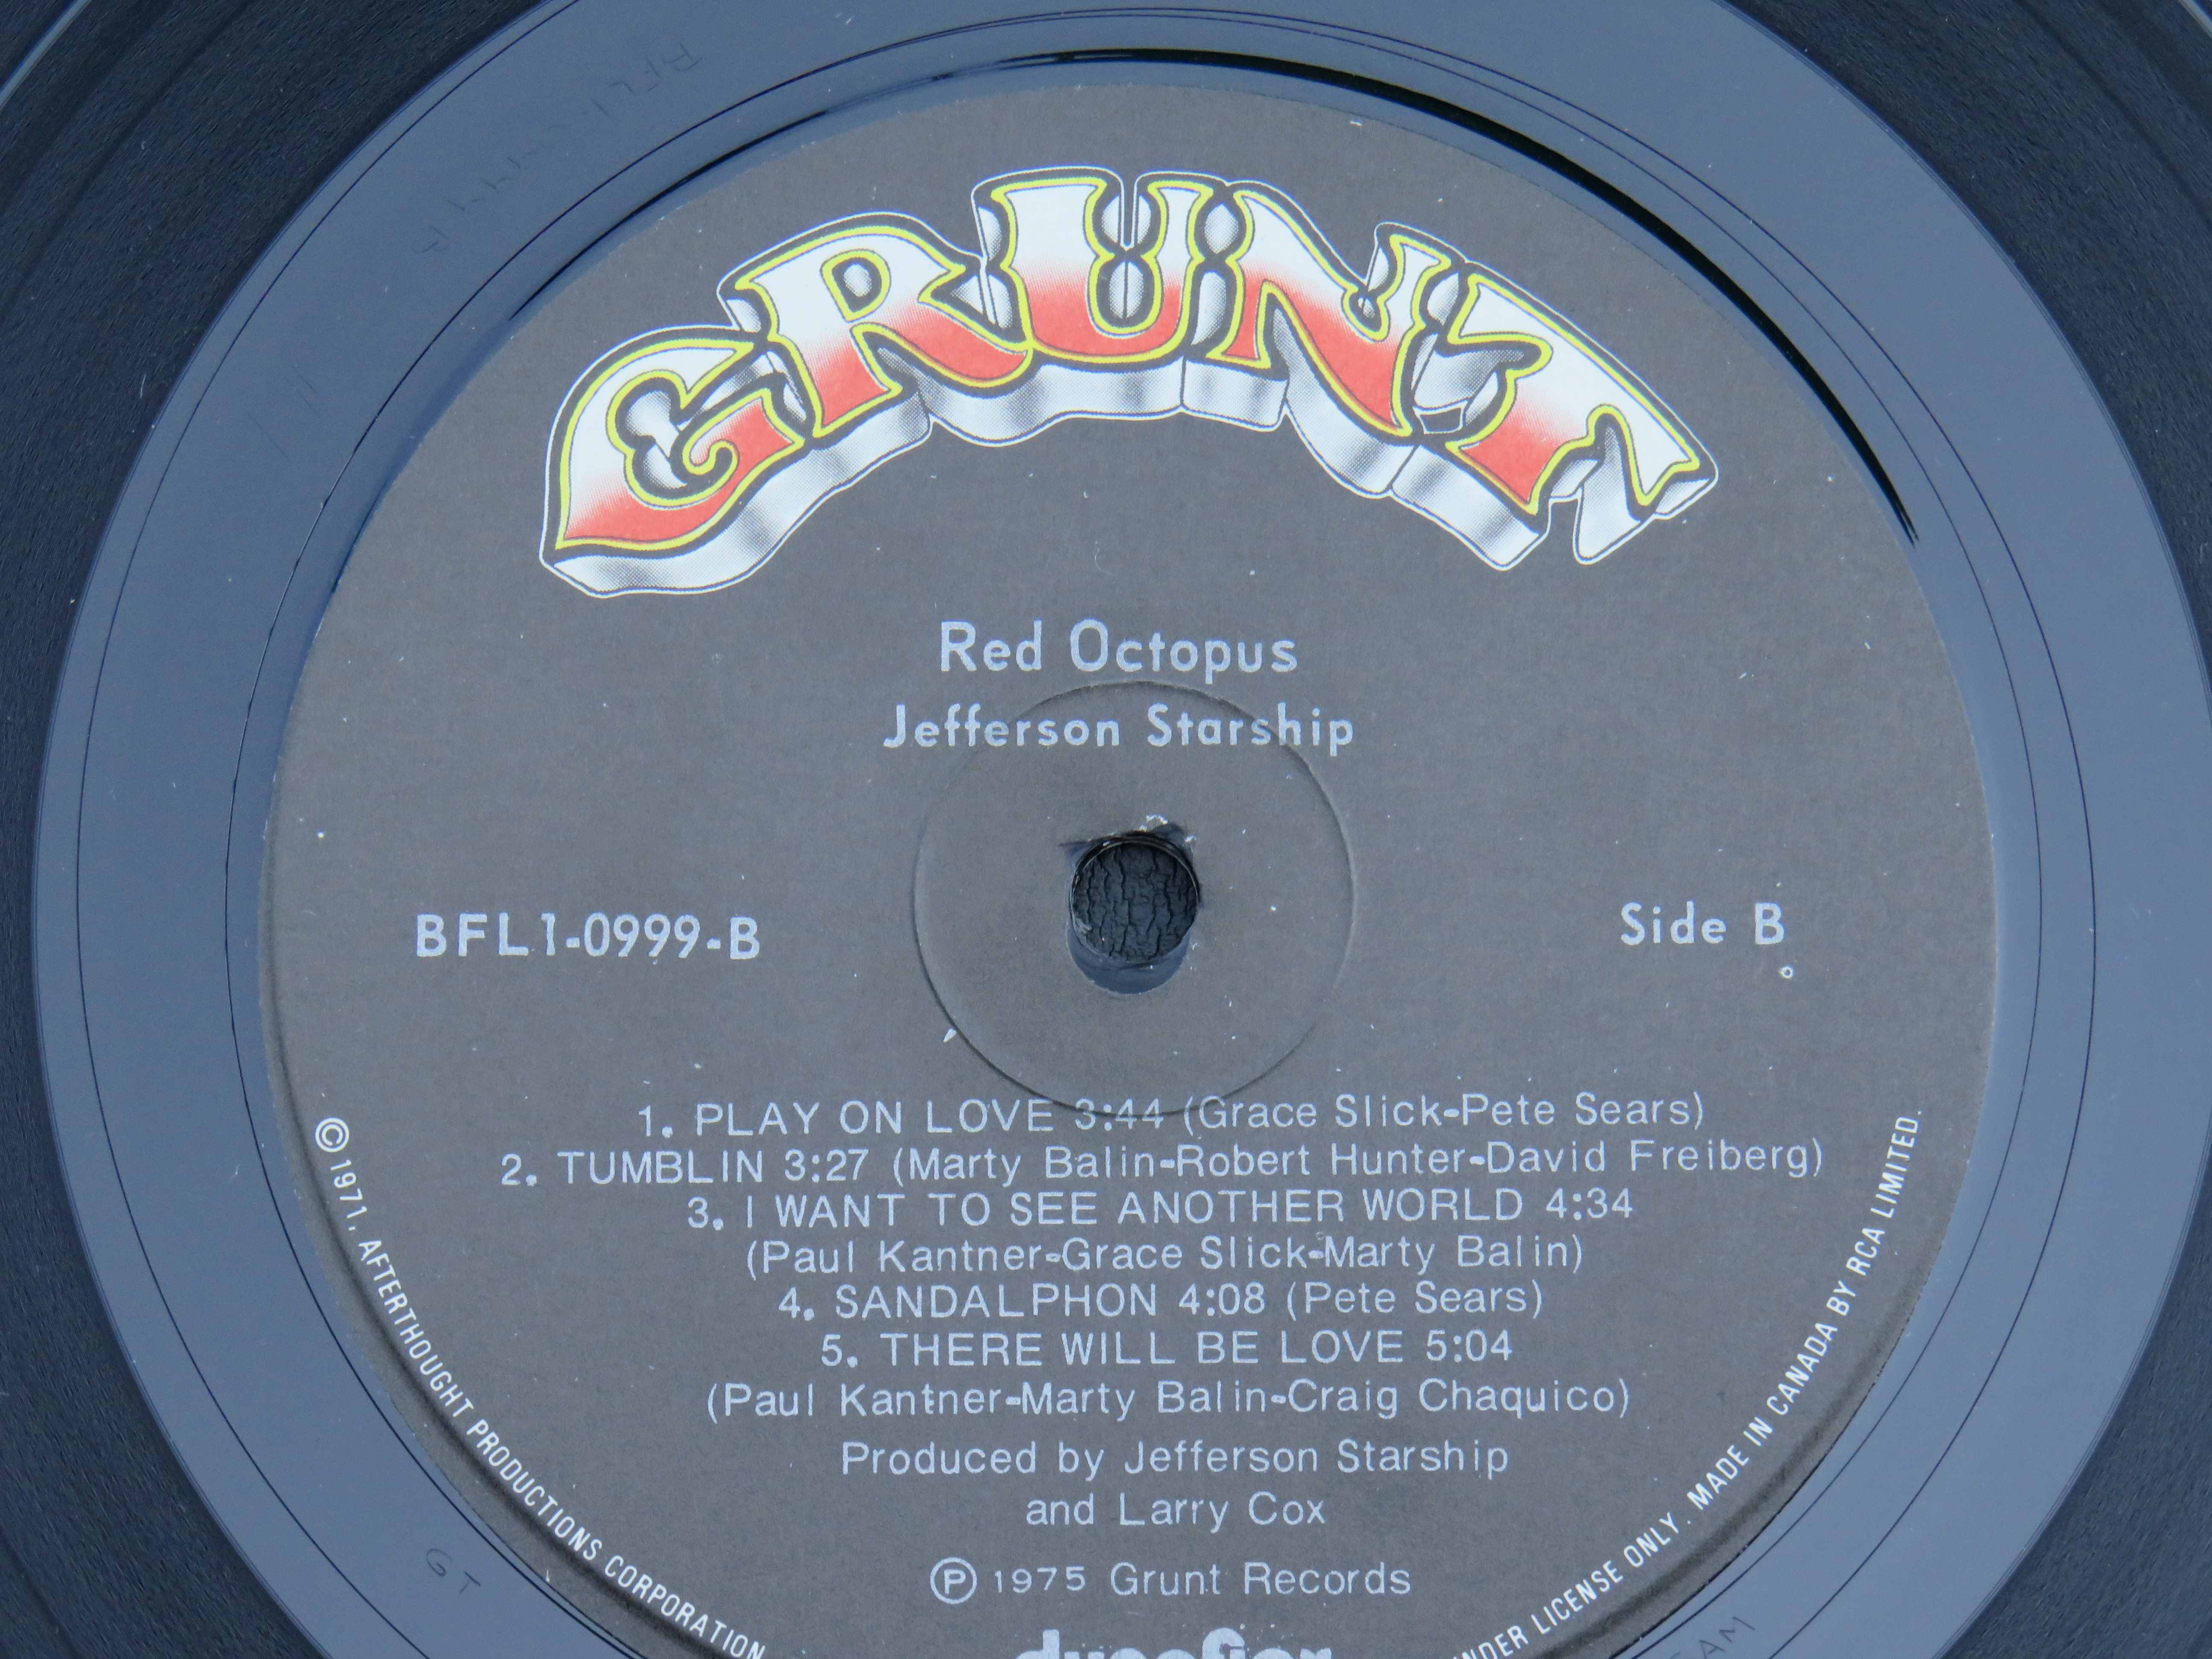 GRUNT
Red Octopus
Jefferson Starship
BFL1-0999-B
Side B
1. PLAY ON LOVE 3:44 (Grace Slick-Pete Sears)
2. TUMBLIN 3:27 (Marty Balin-Robert Hunter-David Freiberg)
3. I WANT TO SEE ANOTHER WORLD 4:34
(Paul Kantner-Grace Slick-Marty Balin)
4. SANDALPHON 4:08 (Pete Sears)
5. THERE WILL BE LOVE 5:04
(Paul Kantner-Marty Balin-Craig Chaquico)
Produced by Jefferson Starship
and Larry Cox
℗ 1975 Grunt Records
© 1971, AFTERTHOUGHT PRODUCTIONS CORPORATION
LICENSE ONLY. MADE IN CANADA BY RCA LIMITED.
GT